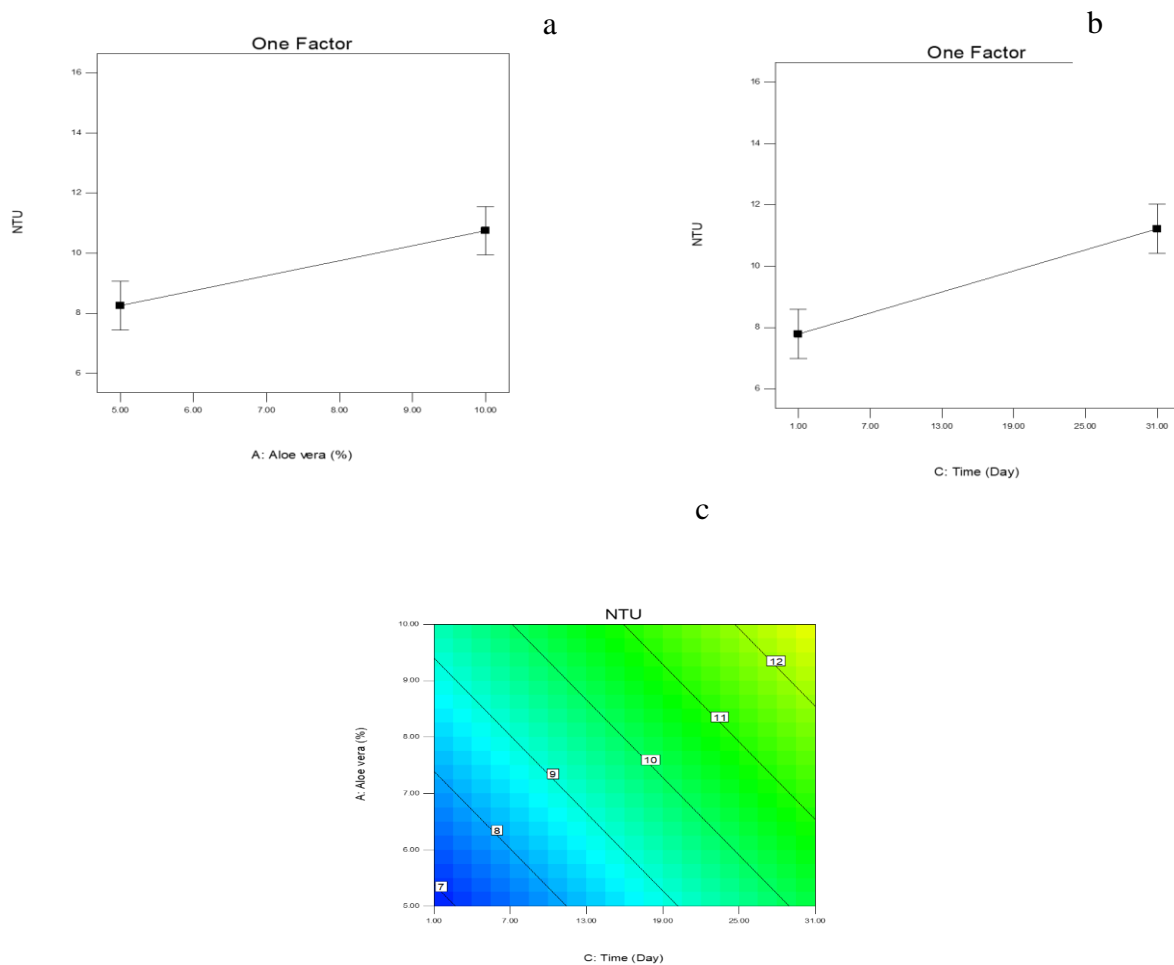 a
One Factor
16
14
12
10
8
6
NTU
5.00 6.00 7.00 8.00 9.00 10.00
A: Aloe vera (%)
b
One Factor
16
14
12
10
8
6
NTU
1.00 7.00 13.00 19.00 25.00 31.00
C: Time (Day)
c
NTU
10.00
9.00
8.00
7.00
6.00
5.00
A: Aloe vera (%)
12
11
10
9
8
7
1.00 7.00 13.00 19.00 25.00 31.00
C: Time (Day)